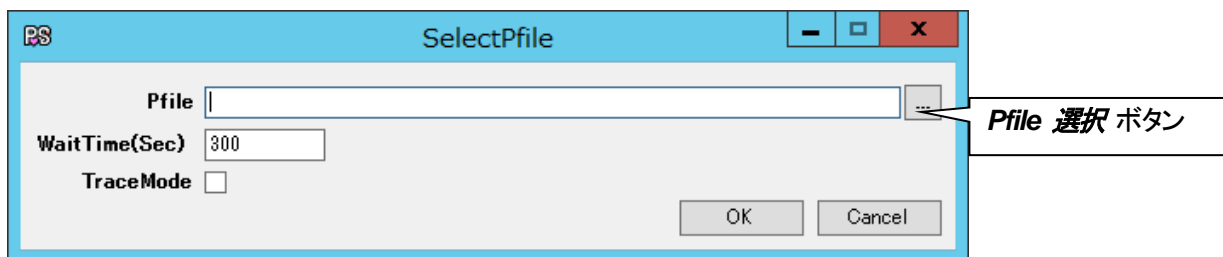 PS
SelectPfile
Pfile
...
Pfile 選択 ボタン
WaitTime(Sec) 300
TraceMode
OK Cancel